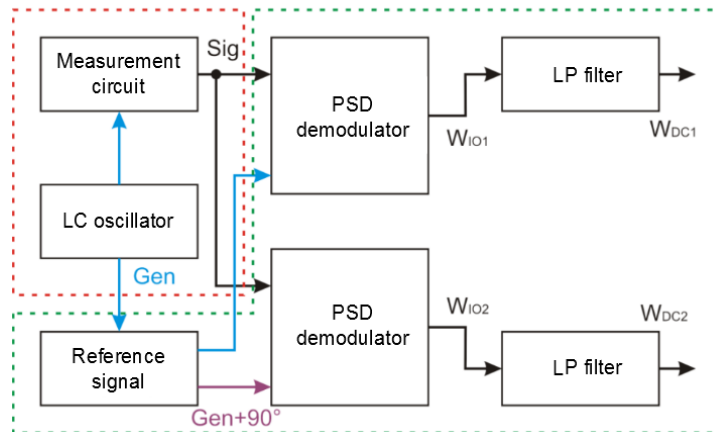 Measurement
circuit
Sig
PSD
demodulator
W_IO1
LP filter
W_DC1
LC oscillator
Gen
Reference
signal
Gen+90°
PSD
demodulator
W_IO2
LP filter
W_DC2